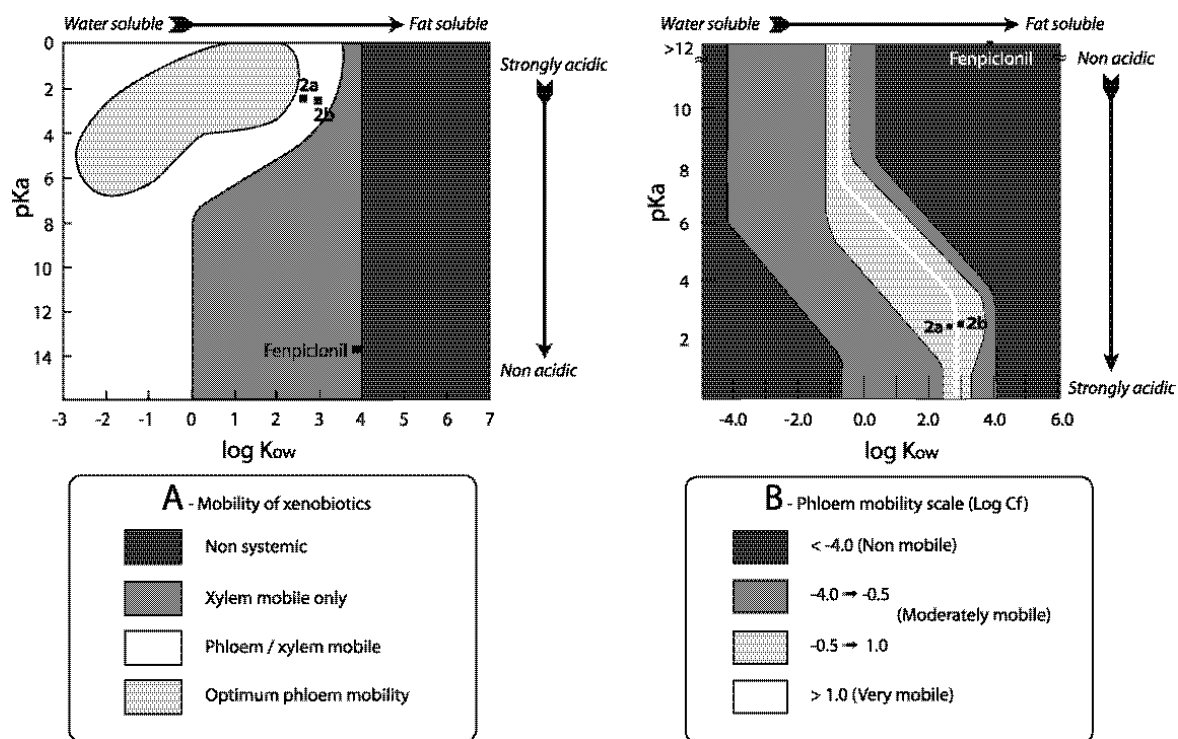 Water soluble Fat soluble
0
2
4
6
8
10
12
14
pKa
-3 -2 -1 0 1 2 3 4 5 6 7
log Kow
2a
2b
Fenpiclonil
Strongly acidic
Non acidic
A - Mobility of xenobiotics
Non systemic
Xylem mobile only
Phloem / xylem mobile
Optimum phloem mobility
Water soluble Fat soluble
>12
10
8
6
4
2
pKa
-4.0 -2.0 0.0 2.0 4.0 6.0
log Kow
Fenpiclonil
2a 2b
Non acidic
Strongly acidic
B - Phloem mobility scale (Log Cf)
< -4.0 (Non mobile)
-4.0 → -0.5
(Moderately mobile)
-0.5 → 1.0
> 1.0 (Very mobile)